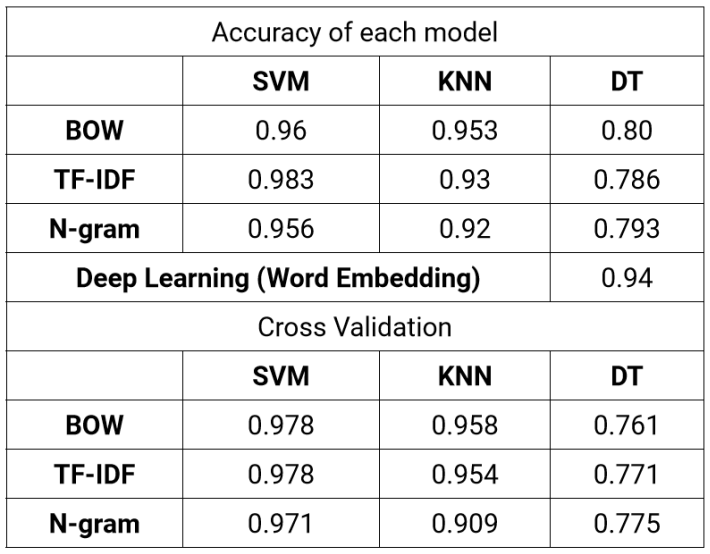 Accuracy of each model
SVM KNN DT
BOW 0.96 0.953 0.80
TF-IDF 0.983 0.93 0.786
N-gram 0.956 0.92 0.793
Deep Learning (Word Embedding) 0.94
Cross Validation
SVM KNN DT
BOW 0.978 0.958 0.761
TF-IDF 0.978 0.954 0.771
N-gram 0.971 0.909 0.775